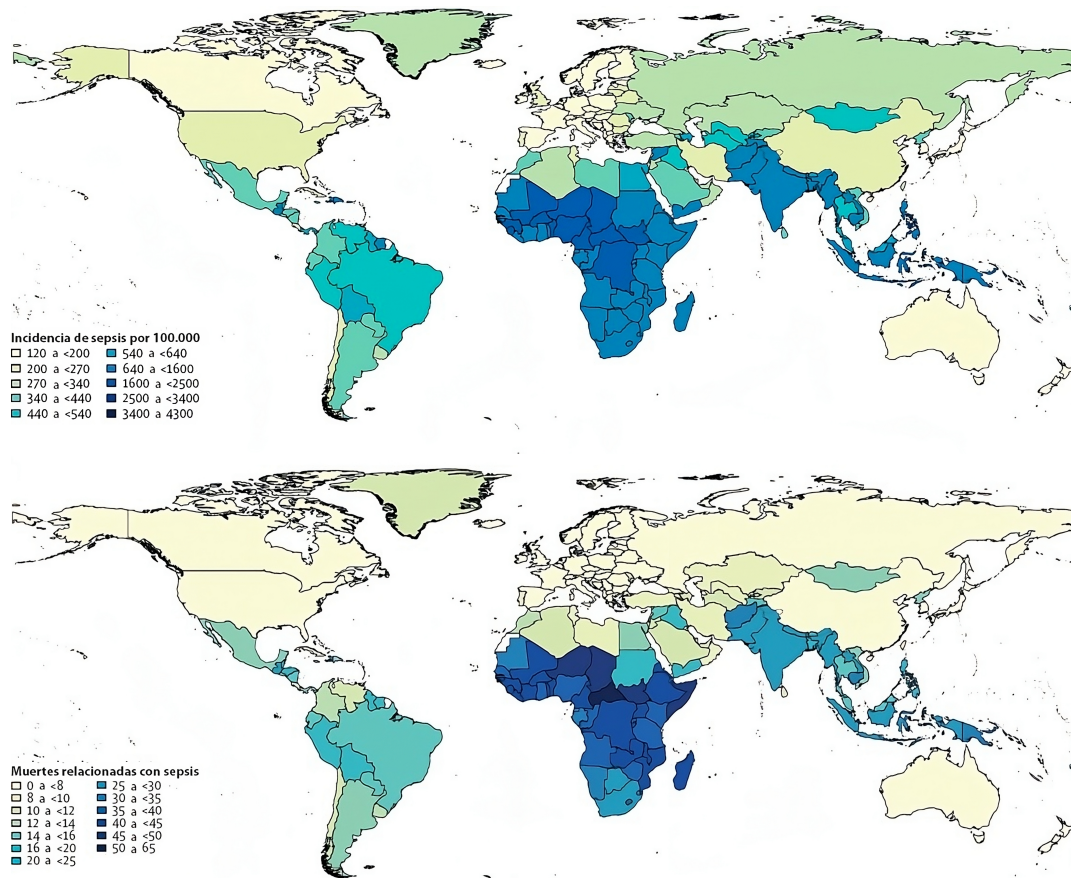 Incidencia de sepsis por 100.000
120 a <200 540 a <640
200 a <270 640 a <1600
270 a <340 1600 a <2500
340 a <440 2500 a <3400
440 a <540 3400 a 4300
Muertes relacionadas con sepsis
0 a <8 25 a <30
8 a <10 30 a <35
10 a <12 35 a <40
12 a <14 40 a <45
14 a <16 45 a <50
16 a <20 50 a 65
20 a <25